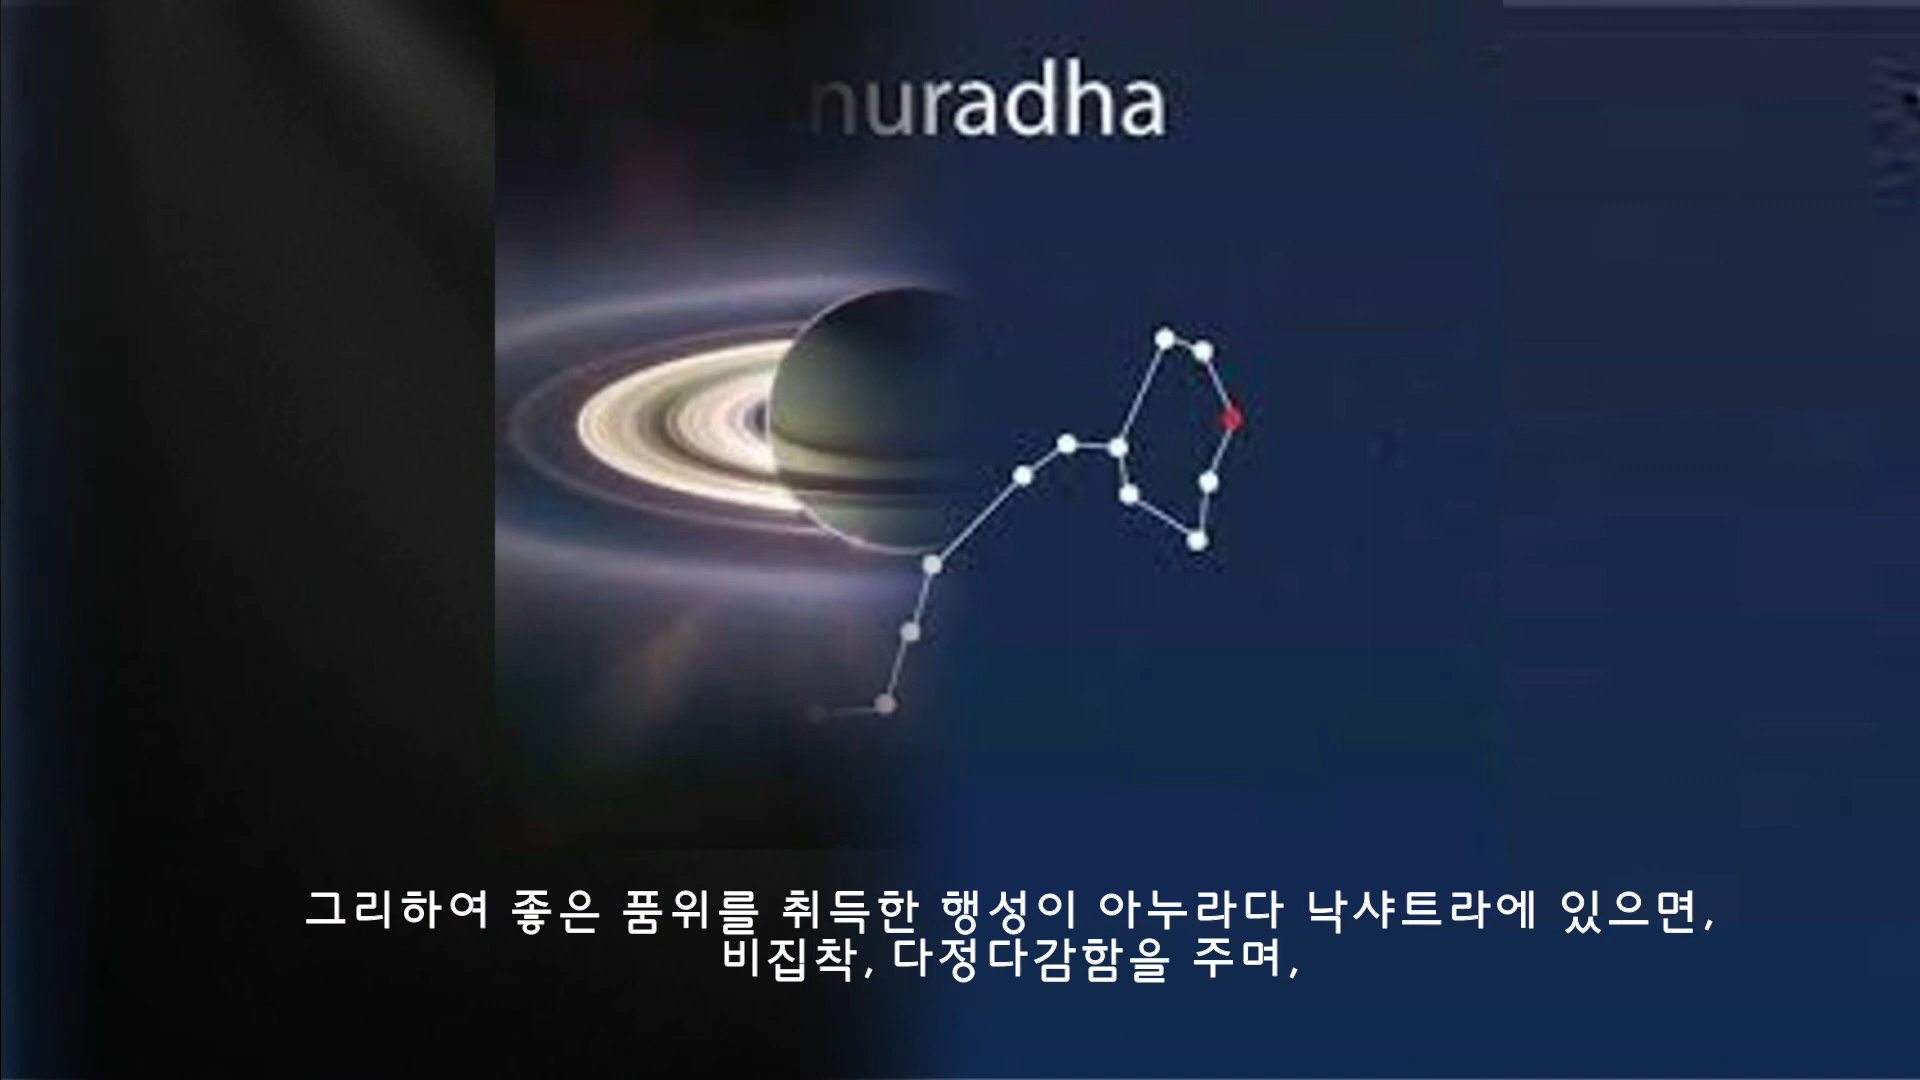 nuradha
그리하여 좋은 품위를 취득한 행성이 아누라다 낙샤트라에 있으면,
비집착, 다정다감함을 주며,